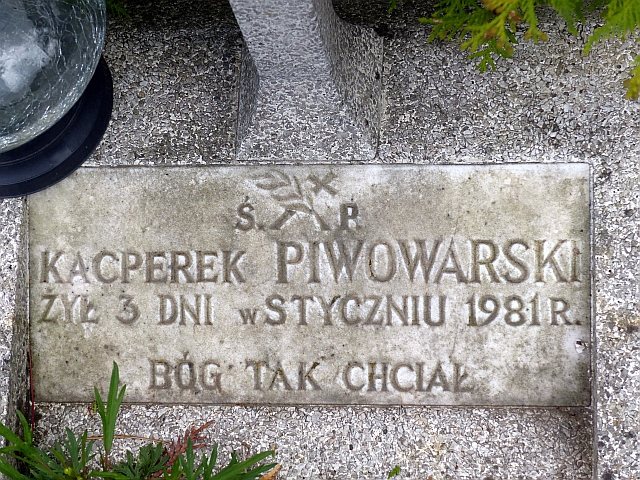 Ś. P.
KACPEREK PIWOWARSKI
ŻYŁ 3 DNI w STYCZNIU 1981 R.
BÓG TAK CHCIAŁ